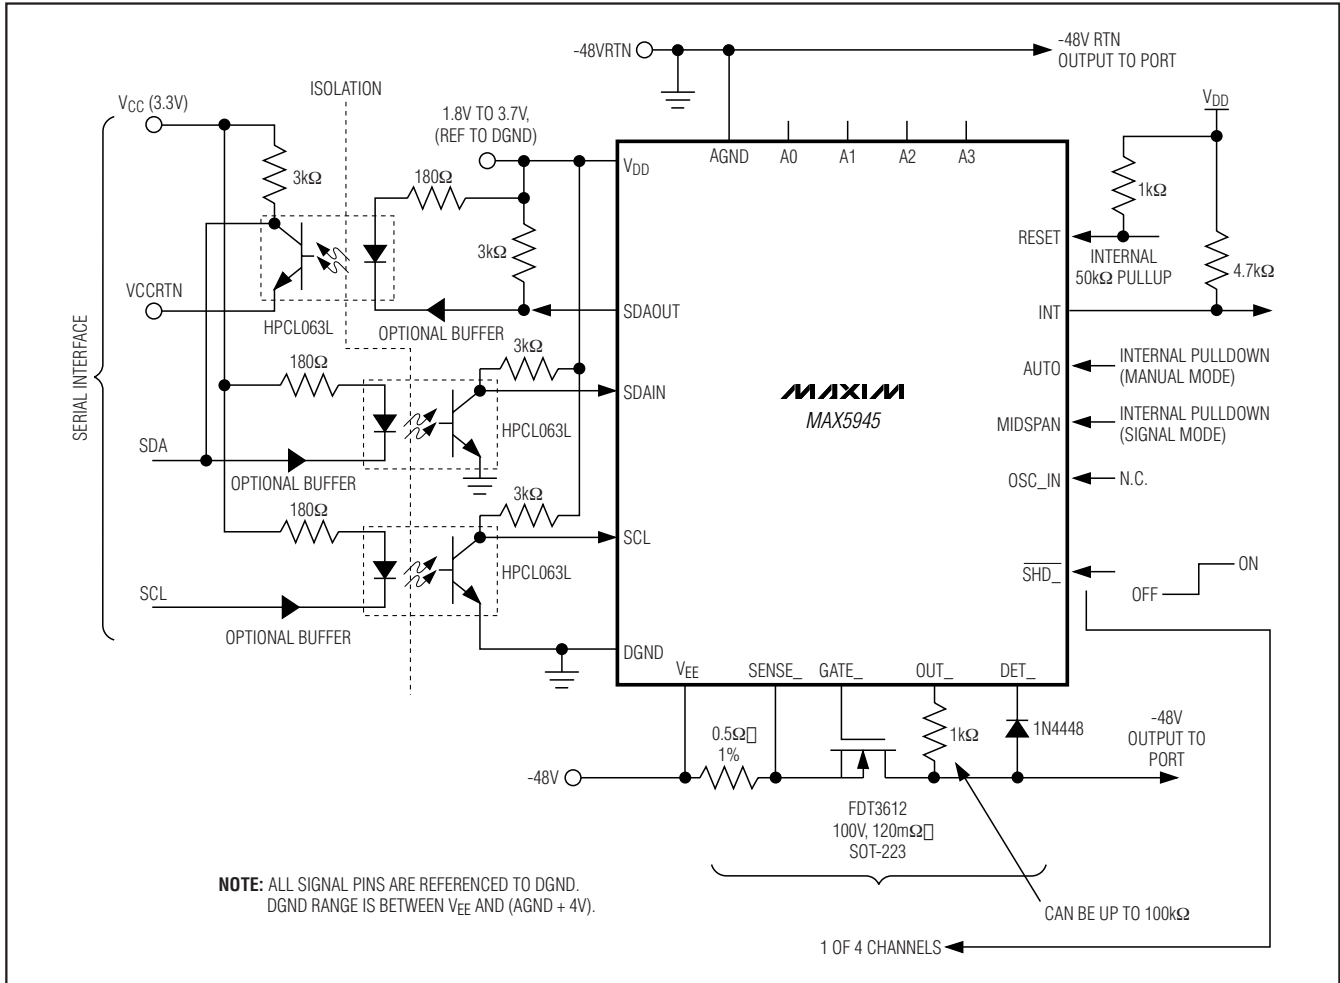 -48VRTN
-48V RTN
OUTPUT TO PORT
ISOLATION
VCC (3.3V)
1.8V TO 3.7V,
(REF TO DGND)
VDD
3kΩ
180Ω
VDD
AGND
A0
A1
A2
A3
1kΩ
3kΩ
RESET
INTERNAL
50kΩ PULLUP
4.7kΩ
VCCRTN
HPCL063L
OPTIONAL BUFFER
SDAOUT
INT
SERIAL INTERFACE
180Ω
3kΩ
SDAIN
HPCL063L
MAXIM
MAX5945
AUTO
INTERNAL PULLDOWN
(MANUAL MODE)
MIDSPAN
INTERNAL PULLDOWN
(SIGNAL MODE)
SDA
OPTIONAL BUFFER
OSC_IN
N.C.
180Ω
3kΩ
SCL
HPCL063L
SHD_
OFF
ON
SCL
OPTIONAL BUFFER
DGND
VEE
SENSE_
GATE_
OUT_
DET_
0.5Ω
1%
1kΩ
1N4448
-48V
OUTPUT TO
PORT
-48V
FDT3612
100V, 120mΩ
SOT-223
NOTE: ALL SIGNAL PINS ARE REFERENCED TO DGND.
DGND RANGE IS BETWEEN VEE AND (AGND + 4V).
CAN BE UP TO 100kΩ
1 OF 4 CHANNELS